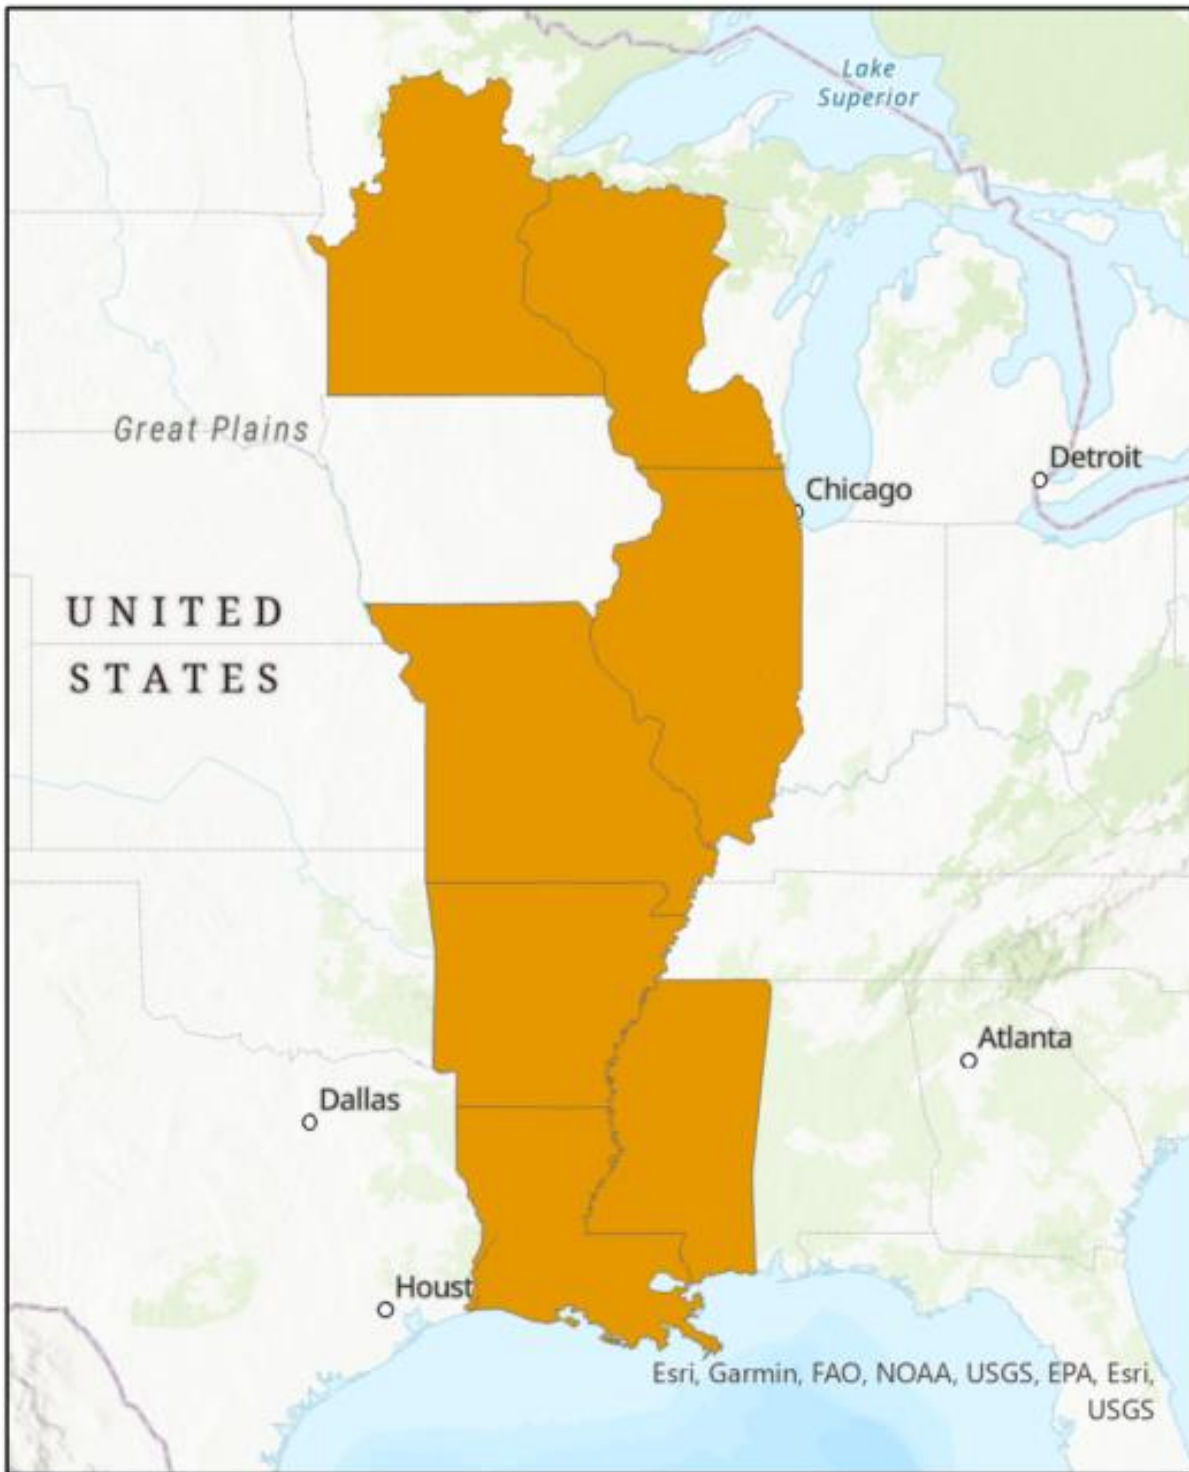 Lake
Superior
Great Plains
Detroit
Chicago
UNITED
STATES
Atlanta
Dallas
Houst
Esri, Garmin, FAO, NOAA, USGS, EPA, Esri,
USGS